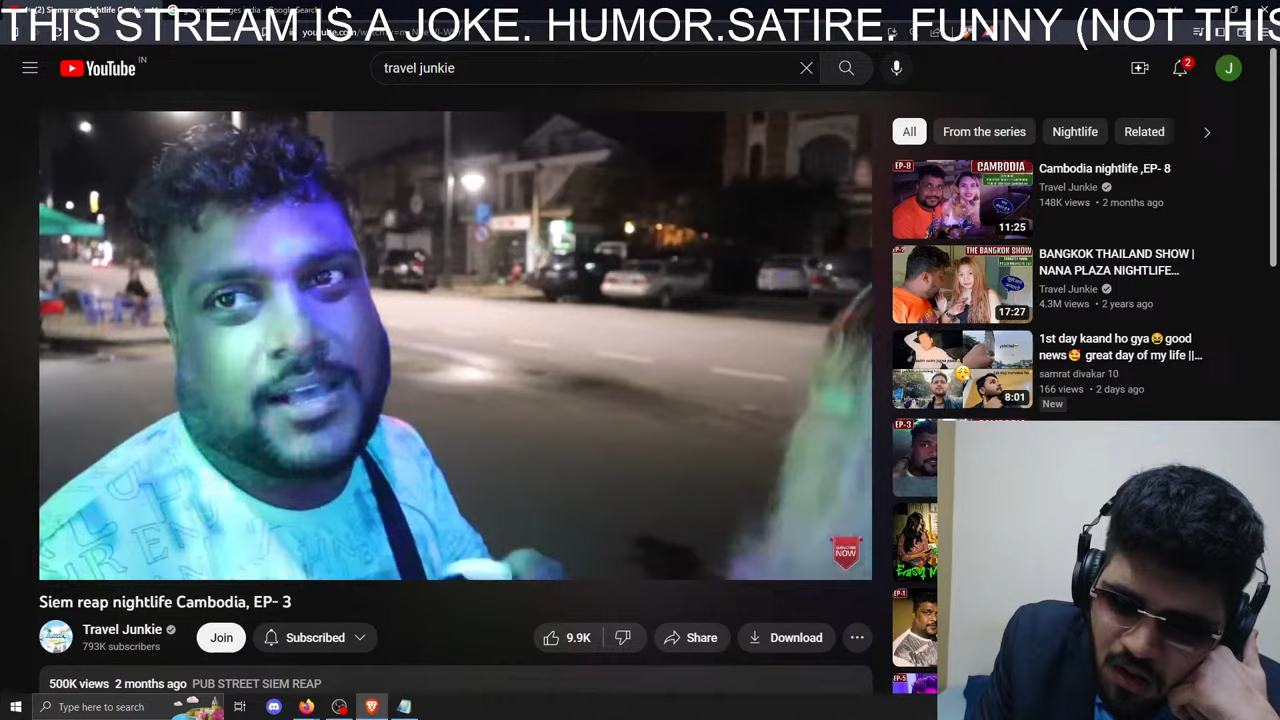 THIS STREAM IS A JOKE. HUMOR.SATIRE. FUNNY (NOT THIS
YouTube IN
travel junkie
2
J
All
From the series
Nightlife
Related
EP-8
CAMBODIA
11:25
Cambodia nightlife ,EP- 8
Travel Junkie
148K views • 2 months ago
THE BANGKOK SHOW
17:27
BANGKOK THAILAND SHOW |
NANA PLAZA NIGHTLIFE...
Travel Junkie
4.3M views • 2 years ago
8:01
1st day kaand ho gya😫good
news🤩 great day of my life ||...
samrat divakar 10
166 views • 2 days ago
New
EP-3
EP-1
SUBSCRIBE
NOW
Siem reap nightlife Cambodia, EP- 3
Travel Junkie
793K subscribers
Join
Subscribed
9.9K
Share
Download
500K views 2 months ago PUB STREET SIEM REAP
Type here to search